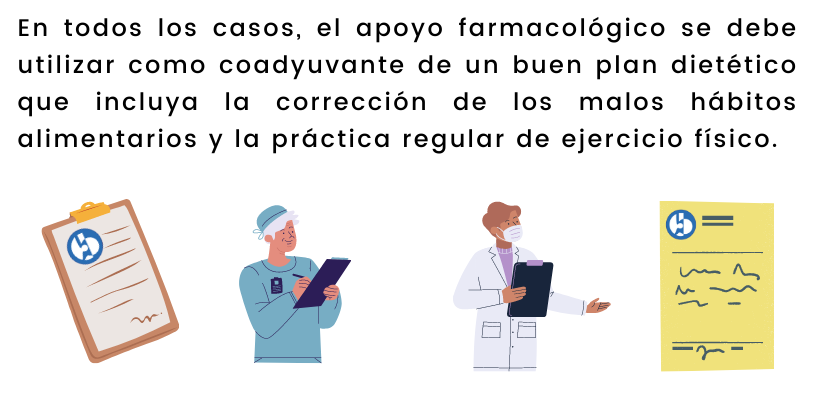 En todos los casos, el apoyo farmacológico se debe
utilizar como coadyuvante de un buen plan dietético
que incluya la corrección de los malos hábitos
alimentarios y la práctica regular de ejercicio físico.